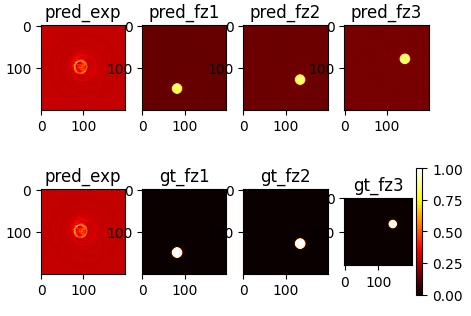 pred_exp pred_fz1 pred_fz2 pred_fz3
0 0 0 0
100 100 100 100
0 100 0 100 0 100 0 100
pred_exp gt_fz1 gt_fz2 gt_fz3 1.00
0 0 0 0 0.75
100 100 100 100 0.50
0.25
0 100 0 100 0 100 0 100 0.00